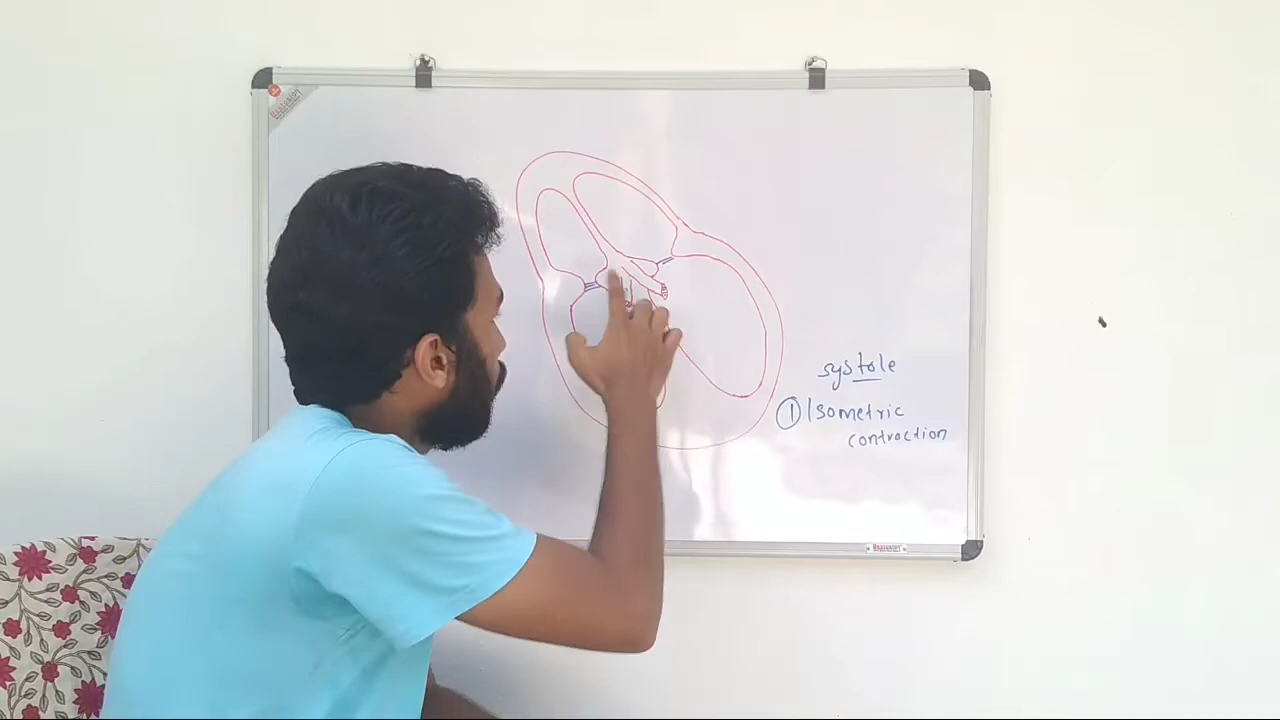 systole
① Isometric
contraction